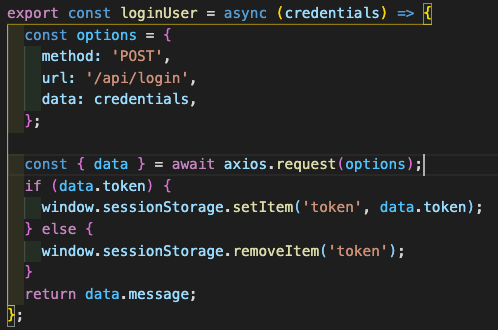 export const loginUser = async (credentials) => {
  const options = {
    method: 'POST',
    url: '/api/login',
    data: credentials,
  };

  const { data } = await axios.request(options);
  if (data.token) {
    window.sessionStorage.setItem('token', data.token);
  } else {
    window.sessionStorage.removeItem('token');
  }
  return data.message;
};